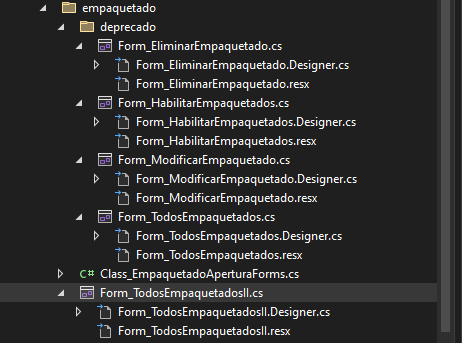 empaquetado
deprecado
Form_EliminarEmpaquetado.cs
Form_EliminarEmpaquetado.Designer.cs
Form_EliminarEmpaquetado.resx
Form_HabilitarEmpaquetados.cs
Form_HabilitarEmpaquetados.Designer.cs
Form_HabilitarEmpaquetados.resx
Form_ModificarEmpaquetado.cs
Form_ModificarEmpaquetado.Designer.cs
Form_ModificarEmpaquetado.resx
Form_TodosEmpaquetados.cs
Form_TodosEmpaquetados.Designer.cs
Form_TodosEmpaquetados.resx
C# Class_EmpaquetadoAperturaForms.cs
Form_TodosEmpaquetadosII.cs
Form_TodosEmpaquetadosII.Designer.cs
Form_TodosEmpaquetadosII.resx